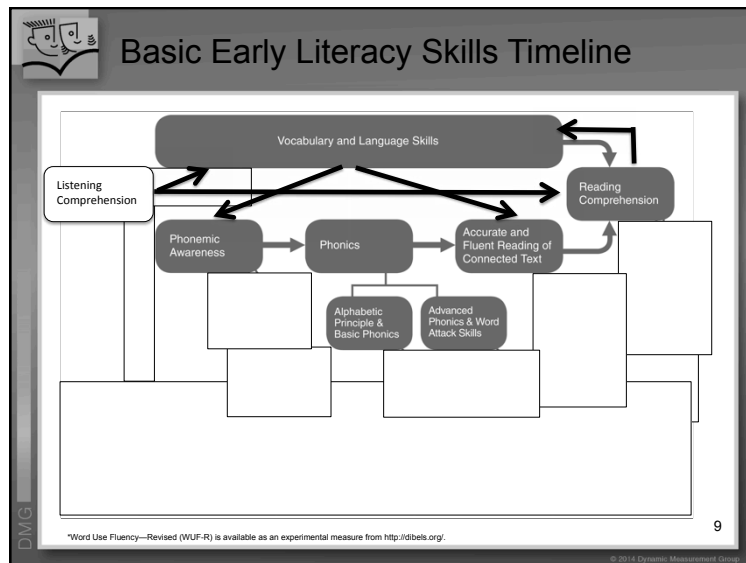 Basic Early Literacy Skills Timeline
Vocabulary and Language Skills
Listening
Comprehension
Reading
Comprehension
Phonemic
Awareness
Phonics
Accurate and
Fluent Reading of
Connected Text
Alphabetic
Principle &
Basic Phonics
Advanced
Phonics & Word
Attack Skills
DMG
9
*Word Use Fluency—Revised (WUF-R) is available as an experimental measure from http://dibels.org/.
© 2014 Dynamic Measurement Group